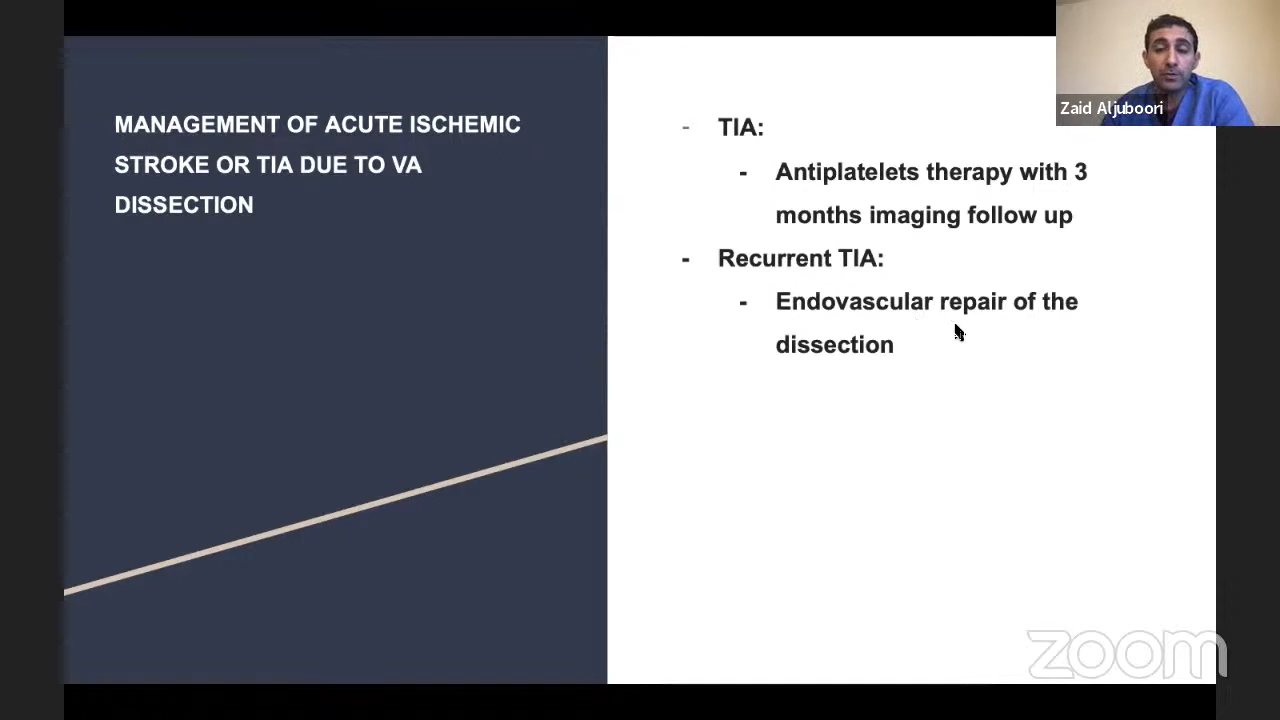 MANAGEMENT OF ACUTE ISCHEMIC
STROKE OR TIA DUE TO VA
DISSECTION
- TIA:
- Antiplatelets therapy with 3
months imaging follow up
- Recurrent TIA:
- Endovascular repair of the
dissection
Zaid Aljuboori
zoom